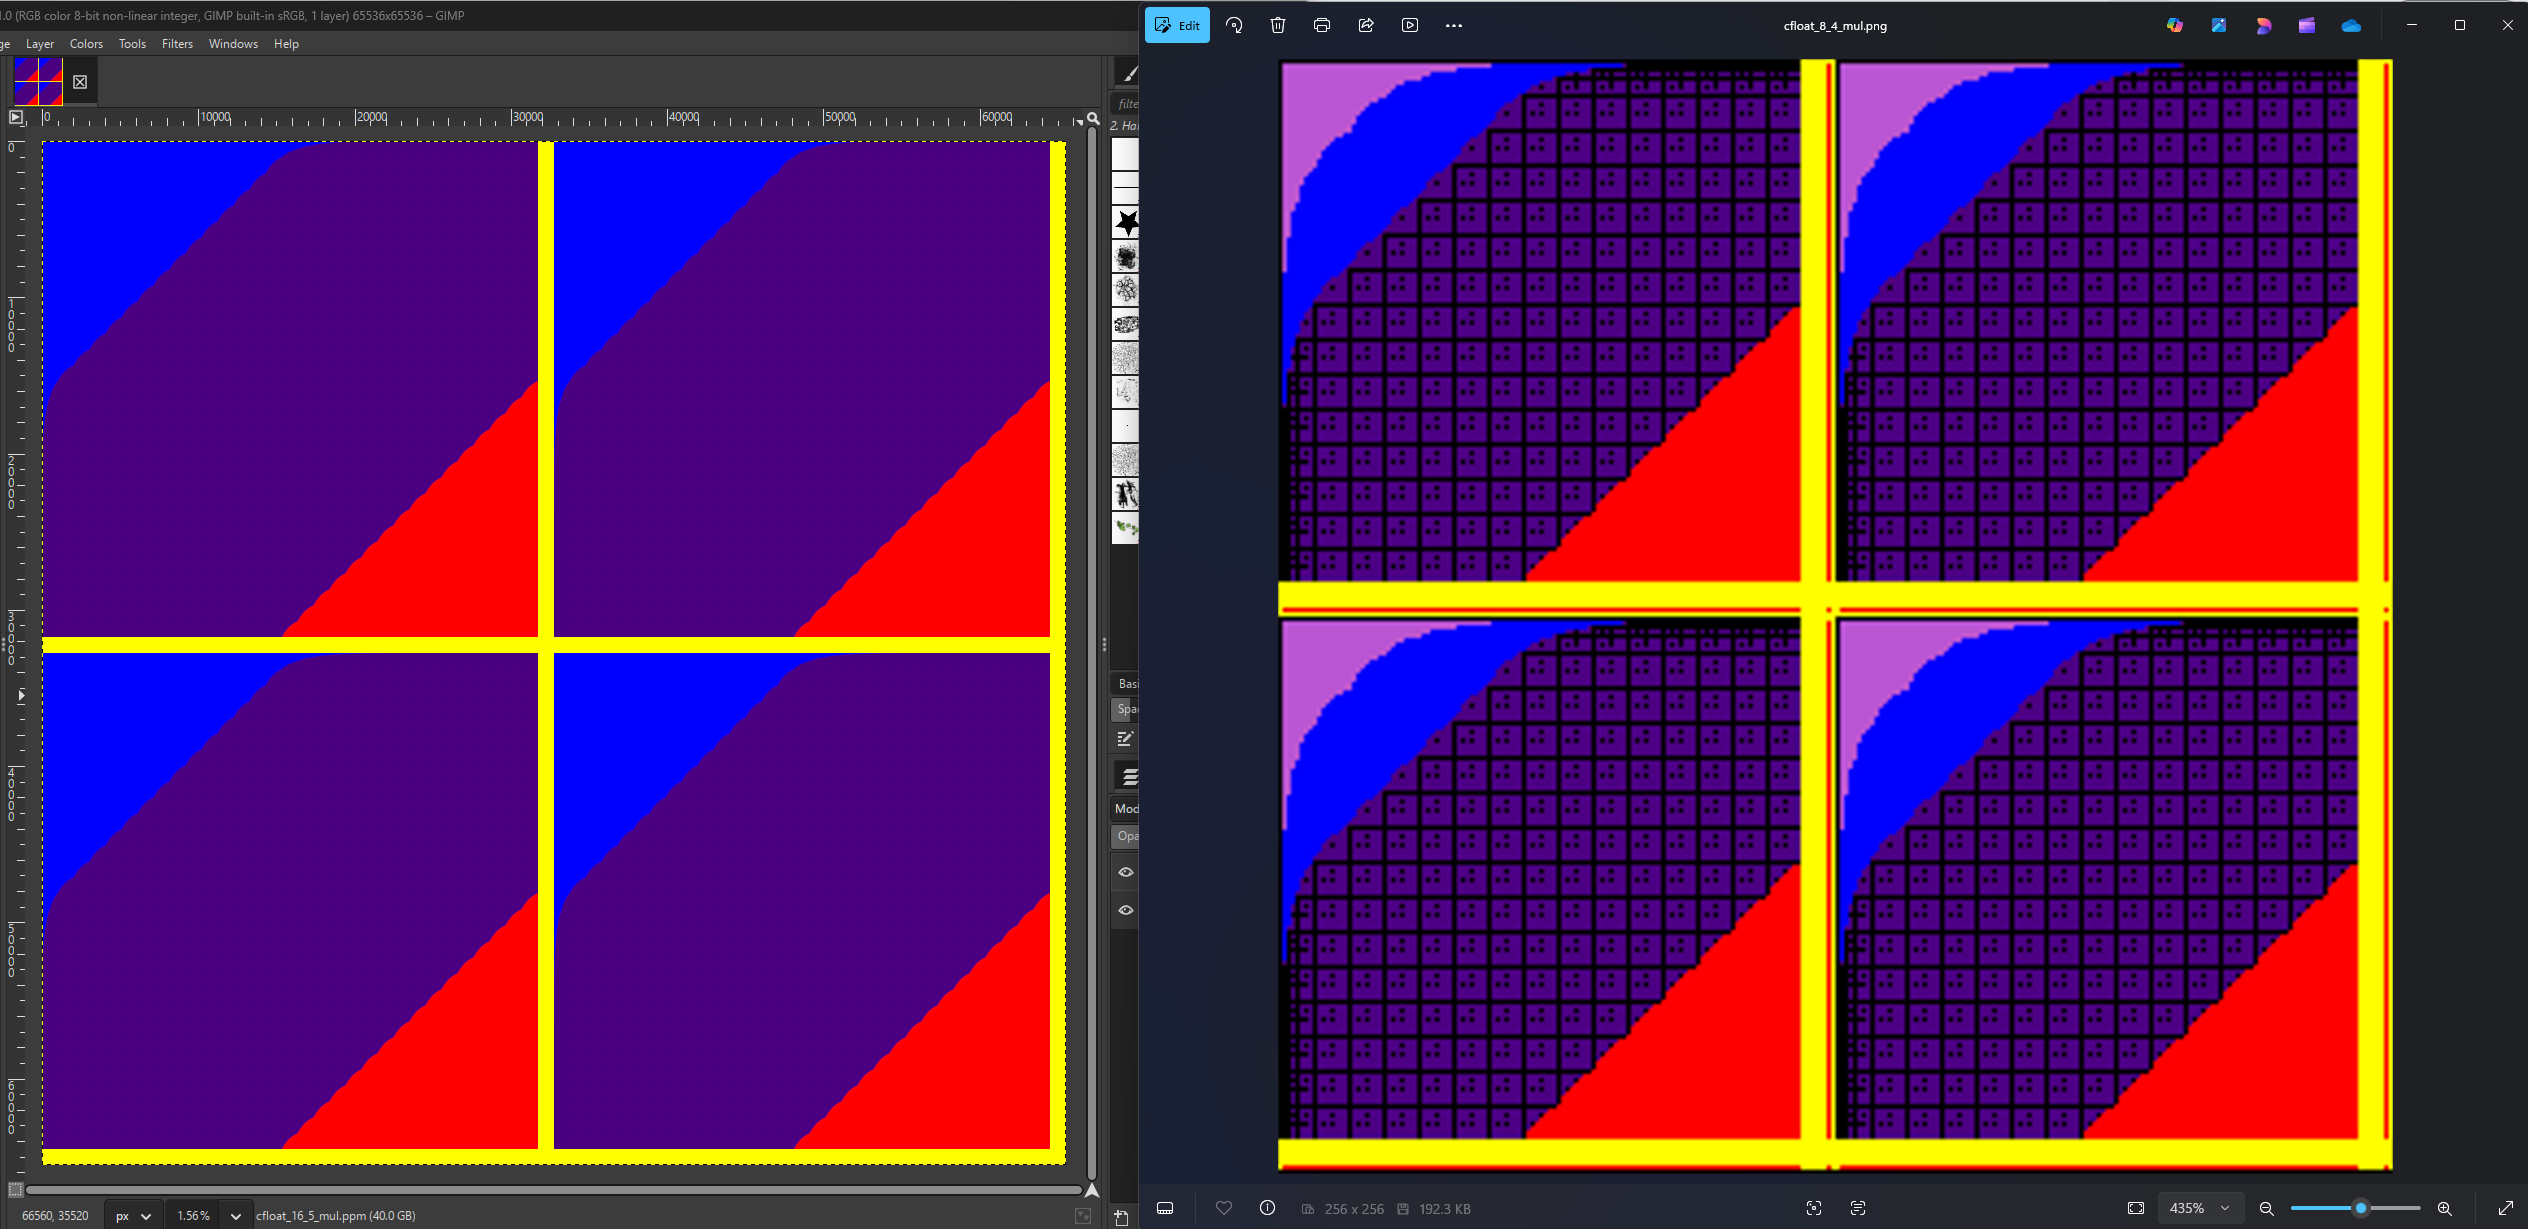 1.0 (RGB color 8-bit non-linear integer, GIMP built-in sRGB, 1 layer) 65536x65536 – GIMP
ge Layer Colors Tools Filters Windows Help
0 10000 20000 30000 40000 50000 60000
0
10000
20000
30000
40000
50000
60000
filte
2. Ha
Basi
Spa
Mod
Opa
66560, 35520 px 1.56 % cfloat_16_5_mul.ppm (40.0 GB)
Edit
cfloat_8_4_mul.png
256 x 256 192.3 KB
435%